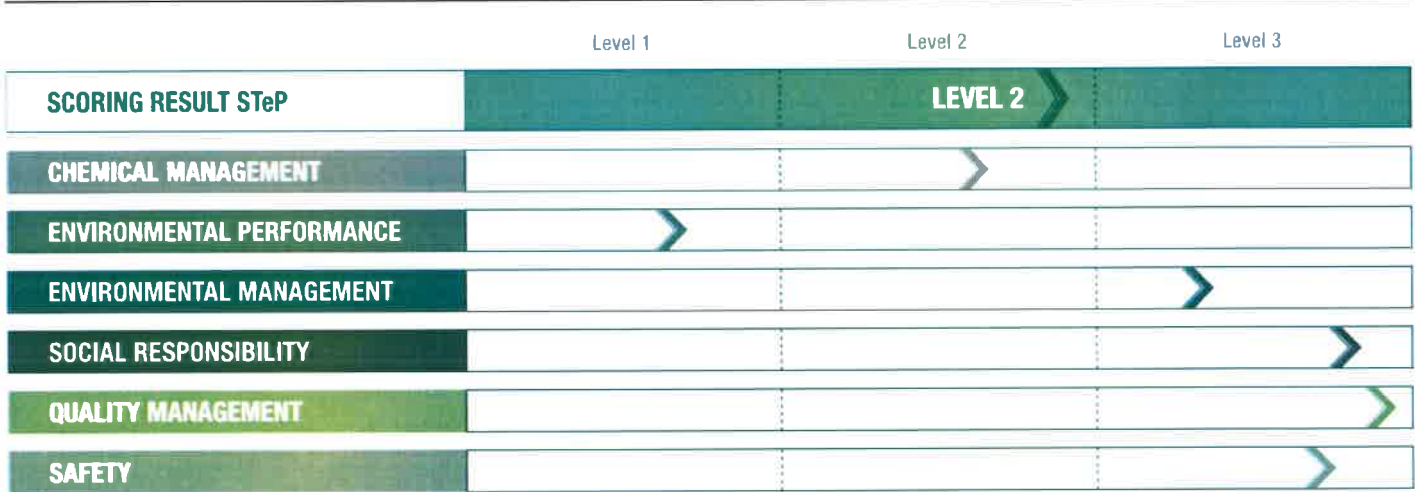 Level 1 Level 2 Level 3
SCORING RESULT STeP LEVEL 2
CHEMICAL MANAGEMENT
ENVIRONMENTAL PERFORMANCE
ENVIRONMENTAL MANAGEMENT
SOCIAL RESPONSIBILITY
QUALITY MANAGEMENT
SAFETY